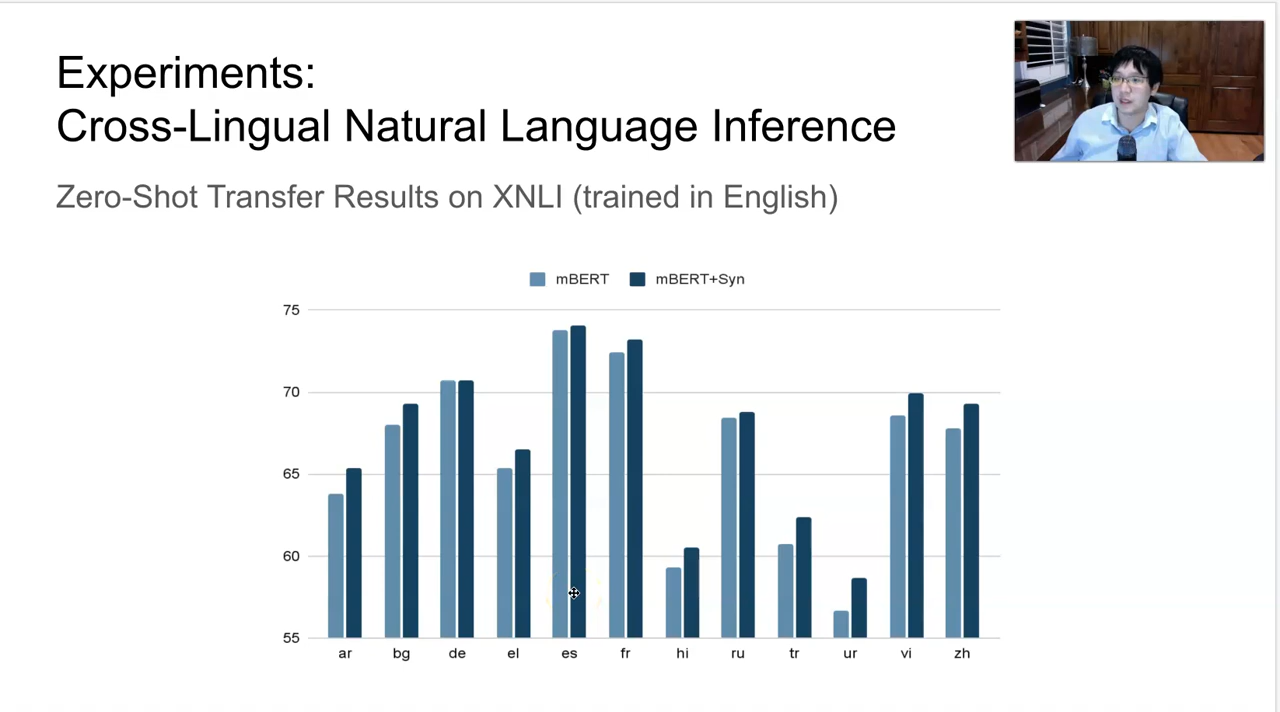 Experiments:
Cross-Lingual Natural Language Inference
Zero-Shot Transfer Results on XNLI (trained in English)
mBERT mBERT+Syn
75
70
65
60
55
ar bg de el es fr hi ru tr ur vi zh